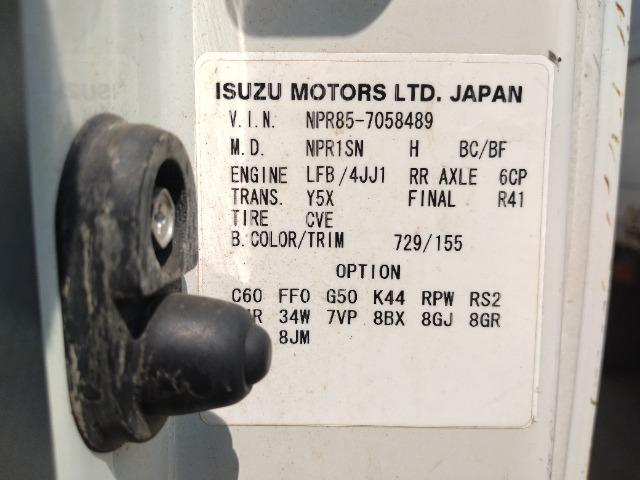 ISUZU MOTORS LTD. JAPAN
V.I.N. NPR85-7058489
M.D. NPR1SN H BC/BF
ENGINE LFB/4JJ1 RR AXLE 6CP
TRANS. Y5X FINAL R41
TIRE CVE
B.COLOR/TRIM 729/155
OPTION
C60 FF0 G50 K44 RPW RS2
34W 7VP 8BX 8GJ 8GR
8JM